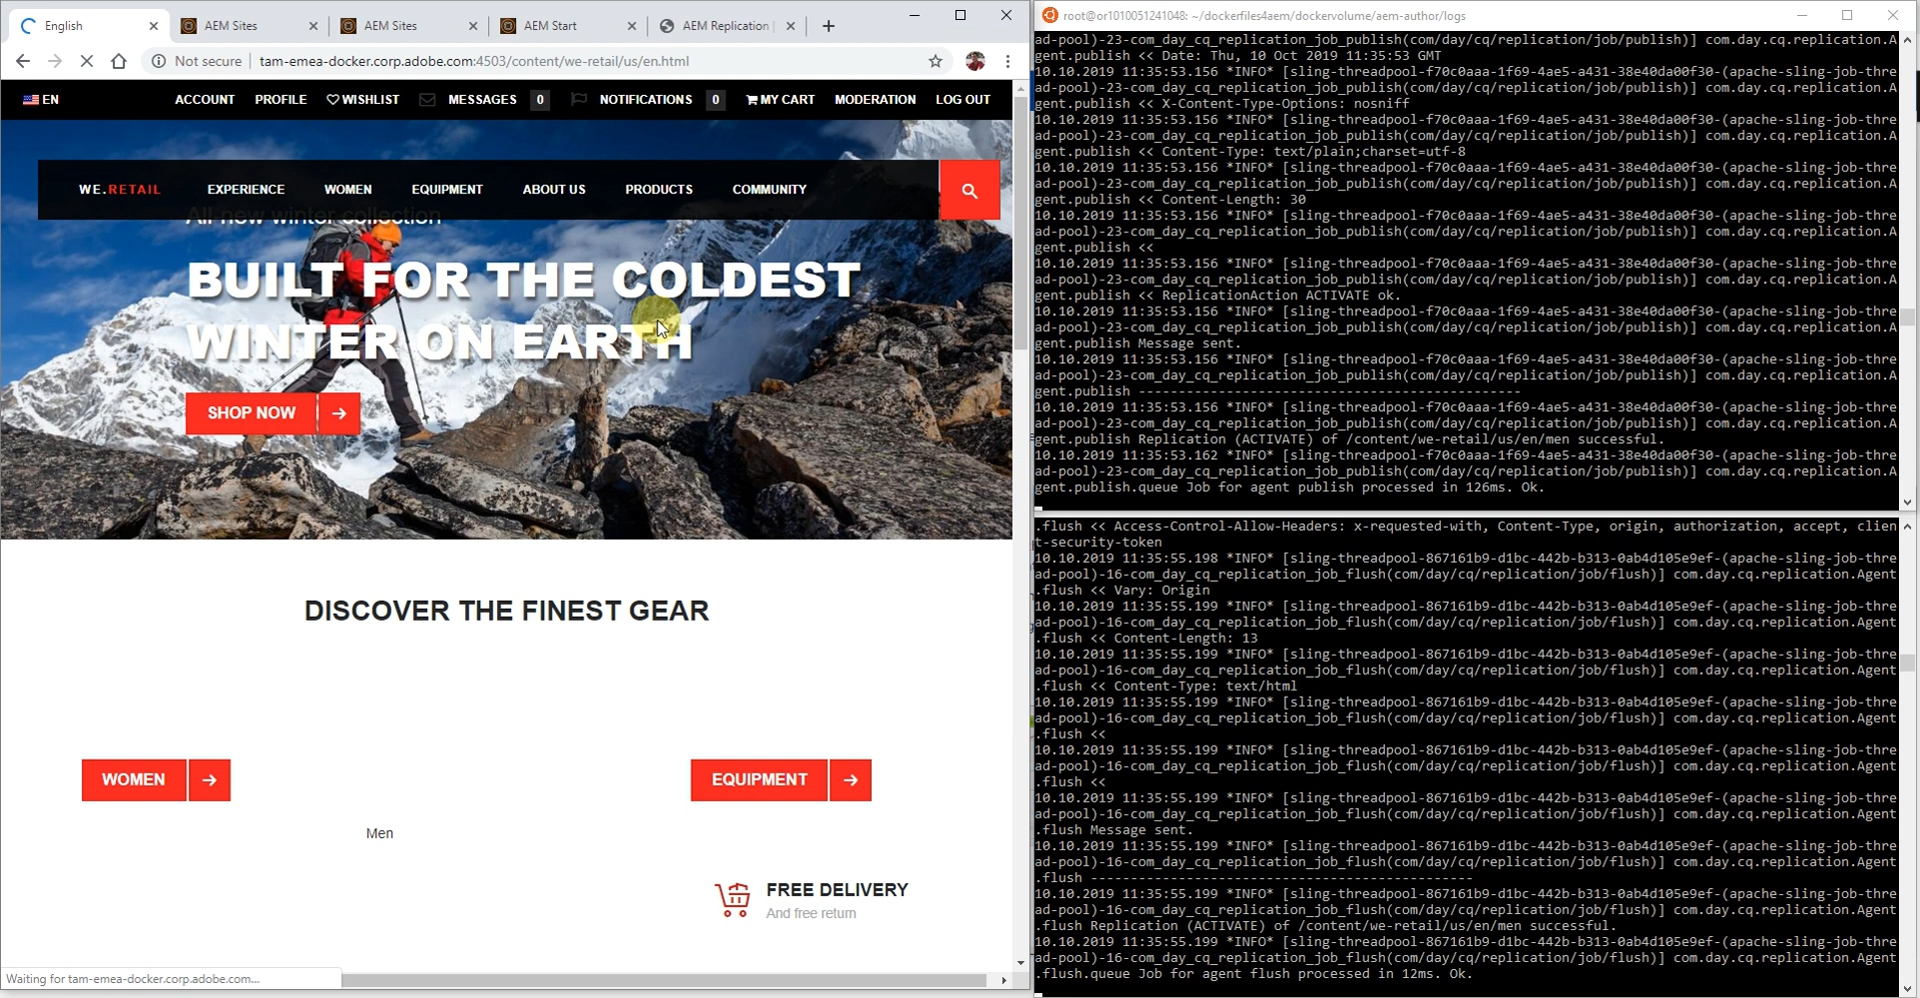 English
AEM Sites
AEM Sites
AEM Start
AEM Replication |
Not secure | tam-emea-docker.corp.adobe.com:4503/content/we-retail/us/en.html
EN ACCOUNT PROFILE WISHLIST MESSAGES 0 NOTIFICATIONS 0 MY CART MODERATION LOG OUT
WE.RETAIL EXPERIENCE WOMEN EQUIPMENT ABOUT US PRODUCTS COMMUNITY
All new winter collection
BUILT FOR THE COLDEST
WINTER ON EARTH
SHOP NOW
DISCOVER THE FINEST GEAR
WOMEN
EQUIPMENT
Men
FREE DELIVERY
And free return
Waiting for tam-emea-docker.corp.adobe.com...
root@or1010051241048: ~/dockerfiles4aem/dockervolume/aem-author/logs
ad-pool)-23-com_day_cq_replication_job_publish(com/day/cq/replication/job/publish)] com.day.cq.replication.A
gent.publish << Date: Thu, 10 Oct 2019 11:35:53 GMT
10.10.2019 11:35:53.156 *INFO* [sling-threadpool-f70c0aaa-1f69-4ae5-a431-38e40da00f30-(apache-sling-job-thre
ad-pool)-23-com_day_cq_replication_job_publish(com/day/cq/replication/job/publish)] com.day.cq.replication.A
gent.publish << X-Content-Type-Options: nosniff
10.10.2019 11:35:53.156 *INFO* [sling-threadpool-f70c0aaa-1f69-4ae5-a431-38e40da00f30-(apache-sling-job-thre
ad-pool)-23-com_day_cq_replication_job_publish(com/day/cq/replication/job/publish)] com.day.cq.replication.A
gent.publish << Content-Type: text/plain;charset=utf-8
10.10.2019 11:35:53.156 *INFO* [sling-threadpool-f70c0aaa-1f69-4ae5-a431-38e40da00f30-(apache-sling-job-thre
ad-pool)-23-com_day_cq_replication_job_publish(com/day/cq/replication/job/publish)] com.day.cq.replication.A
gent.publish << Content-Length: 30
10.10.2019 11:35:53.156 *INFO* [sling-threadpool-f70c0aaa-1f69-4ae5-a431-38e40da00f30-(apache-sling-job-thre
ad-pool)-23-com_day_cq_replication_job_publish(com/day/cq/replication/job/publish)] com.day.cq.replication.A
gent.publish <<
10.10.2019 11:35:53.156 *INFO* [sling-threadpool-f70c0aaa-1f69-4ae5-a431-38e40da00f30-(apache-sling-job-thre
ad-pool)-23-com_day_cq_replication_job_publish(com/day/cq/replication/job/publish)] com.day.cq.replication.A
gent.publish << ReplicationAction ACTIVATE ok.
10.10.2019 11:35:53.156 *INFO* [sling-threadpool-f70c0aaa-1f69-4ae5-a431-38e40da00f30-(apache-sling-job-thre
ad-pool)-23-com_day_cq_replication_job_publish(com/day/cq/replication/job/publish)] com.day.cq.replication.A
gent.publish Message sent.
10.10.2019 11:35:53.156 *INFO* [sling-threadpool-f70c0aaa-1f69-4ae5-a431-38e40da00f30-(apache-sling-job-thre
ad-pool)-23-com_day_cq_replication_job_publish(com/day/cq/replication/job/publish)] com.day.cq.replication.A
gent.publish ------------------------------------------------
10.10.2019 11:35:53.156 *INFO* [sling-threadpool-f70c0aaa-1f69-4ae5-a431-38e40da00f30-(apache-sling-job-thre
ad-pool)-23-com_day_cq_replication_job_publish(com/day/cq/replication/job/publish)] com.day.cq.replication.A
gent.publish Replication (ACTIVATE) of /content/we-retail/us/en/men successful.
10.10.2019 11:35:53.162 *INFO* [sling-threadpool-f70c0aaa-1f69-4ae5-a431-38e40da00f30-(apache-sling-job-thre
ad-pool)-23-com_day_cq_replication_job_publish(com/day/cq/replication/job/publish)] com.day.cq.replication.A
gent.publish.queue Job for agent publish processed in 126ms. Ok.
.flush << Access-Control-Allow-Headers: x-requested-with, Content-Type, origin, authorization, accept, clien
t-security-token
10.10.2019 11:35:55.198 *INFO* [sling-threadpool-867161b9-d1bc-442b-b313-0ab4d105e9ef-(apache-sling-job-thre
ad-pool)-16-com_day_cq_replication_job_flush(com/day/cq/replication/job/flush)] com.day.cq.replication.Agent
.flush << Vary: Origin
10.10.2019 11:35:55.199 *INFO* [sling-threadpool-867161b9-d1bc-442b-b313-0ab4d105e9ef-(apache-sling-job-thre
ad-pool)-16-com_day_cq_replication_job_flush(com/day/cq/replication/job/flush)] com.day.cq.replication.Agent
.flush << Content-Length: 13
10.10.2019 11:35:55.199 *INFO* [sling-threadpool-867161b9-d1bc-442b-b313-0ab4d105e9ef-(apache-sling-job-thre
ad-pool)-16-com_day_cq_replication_job_flush(com/day/cq/replication/job/flush)] com.day.cq.replication.Agent
.flush << Content-Type: text/html
10.10.2019 11:35:55.199 *INFO* [sling-threadpool-867161b9-d1bc-442b-b313-0ab4d105e9ef-(apache-sling-job-thre
ad-pool)-16-com_day_cq_replication_job_flush(com/day/cq/replication/job/flush)] com.day.cq.replication.Agent
.flush <<
10.10.2019 11:35:55.199 *INFO* [sling-threadpool-867161b9-d1bc-442b-b313-0ab4d105e9ef-(apache-sling-job-thre
ad-pool)-16-com_day_cq_replication_job_flush(com/day/cq/replication/job/flush)] com.day.cq.replication.Agent
.flush <<
10.10.2019 11:35:55.199 *INFO* [sling-threadpool-867161b9-d1bc-442b-b313-0ab4d105e9ef-(apache-sling-job-thre
ad-pool)-16-com_day_cq_replication_job_flush(com/day/cq/replication/job/flush)] com.day.cq.replication.Agent
.flush Message sent.
10.10.2019 11:35:55.199 *INFO* [sling-threadpool-867161b9-d1bc-442b-b313-0ab4d105e9ef-(apache-sling-job-thre
ad-pool)-16-com_day_cq_replication_job_flush(com/day/cq/replication/job/flush)] com.day.cq.replication.Agent
.flush ------------------------------------------------
10.10.2019 11:35:55.199 *INFO* [sling-threadpool-867161b9-d1bc-442b-b313-0ab4d105e9ef-(apache-sling-job-thre
ad-pool)-16-com_day_cq_replication_job_flush(com/day/cq/replication/job/flush)] com.day.cq.replication.Agent
.flush Replication (ACTIVATE) of /content/we-retail/us/en/men successful.
10.10.2019 11:35:55.199 *INFO* [sling-threadpool-867161b9-d1bc-442b-b313-0ab4d105e9ef-(apache-sling-job-thre
ad-pool)-16-com_day_cq_replication_job_flush(com/day/cq/replication/job/flush)] com.day.cq.replication.Agent
.flush.queue Job for agent flush processed in 12ms. Ok.